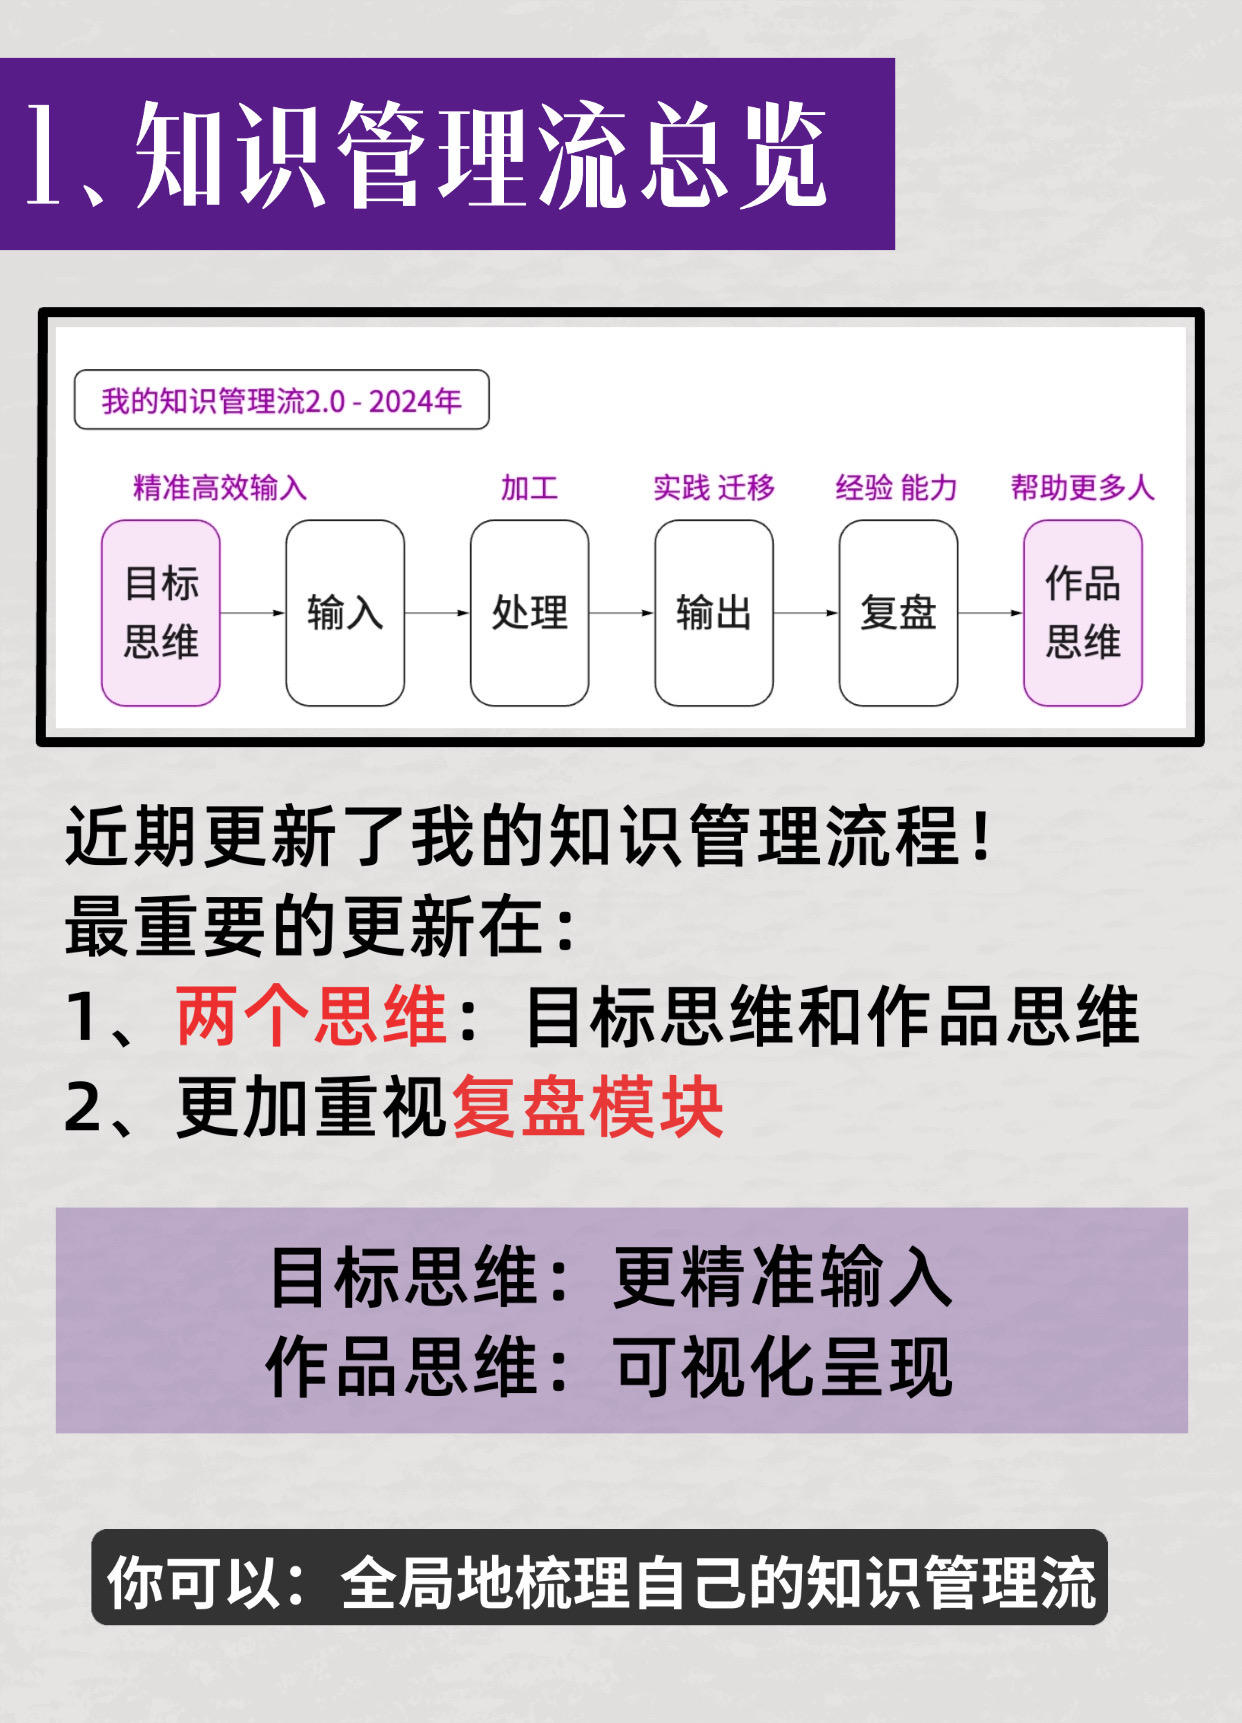 1、知识管理流总览
我的知识管理流2.0 - 2024年
精准高效输入 加工 实践 迁移 经验 能力 帮助更多人
目标思维 输入 处理 输出 复盘 作品思维
近期更新了我的知识管理流程！
最重要的更新在：
1、两个思维：目标思维和作品思维
2、更加重视复盘模块
目标思维：更精准输入
作品思维：可视化呈现
你可以：全局地梳理自己的知识管理流